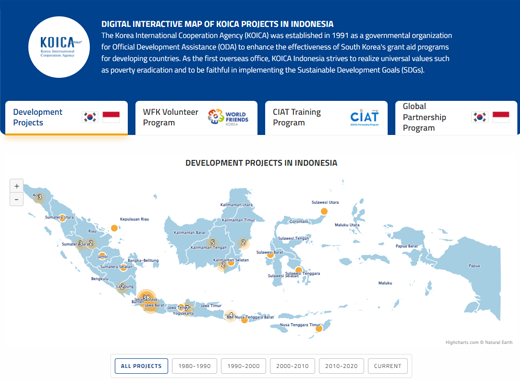 DIGITAL INTERACTIVE MAP OF KOICA PROJECTS IN INDONESIA
The Korea International Cooperation Agency (KOICA) was established in 1991 as a governmental organization
for Official Development Assistance (ODA) to enhance the effectiveness of South Korea's grant aid programs
for developing countries. As the first overseas office, KOICA Indonesia strives to realize universal values such
as poverty eradication and to be faithful in implementing the Sustainable Development Goals (SDGs).
KOICA
Korea International
Cooperation Agency
Development
Projects
WFK Volunteer
Program
WORLD
FRIENDS
KOREA
CIAT Training
Program
CIAT
Global
Partnership
Program
DEVELOPMENT PROJECTS IN INDONESIA
+
−
Aceh
Sumatera Utara
Riau
Kepulauan Riau
Sumatera Barat
Jambi
Bangka-Belitung
Sumatera Selatan
Bengkulu
Lampung
Jawa Barat
Yogyakarta
Jawa Timur
Kalimantan Utara
Kalimantan Timur
Kalimantan Barat
Kalimantan Tengah
Kalimantan Selatan
Sulawesi Utara
Gorontalo
Sulawesi Tengah
Sulawesi Barat
Sulawesi Selatan
Sulawesi Tenggara
Maluku Utara
Maluku
Papua Barat
Papua
Bali
Nusa Tenggara Barat
Nusa Tenggara Timur
Highcharts.com © Natural Earth
ALL PROJECTS
1980-1990
1990-2000
2000-2010
2010-2020
CURRENT